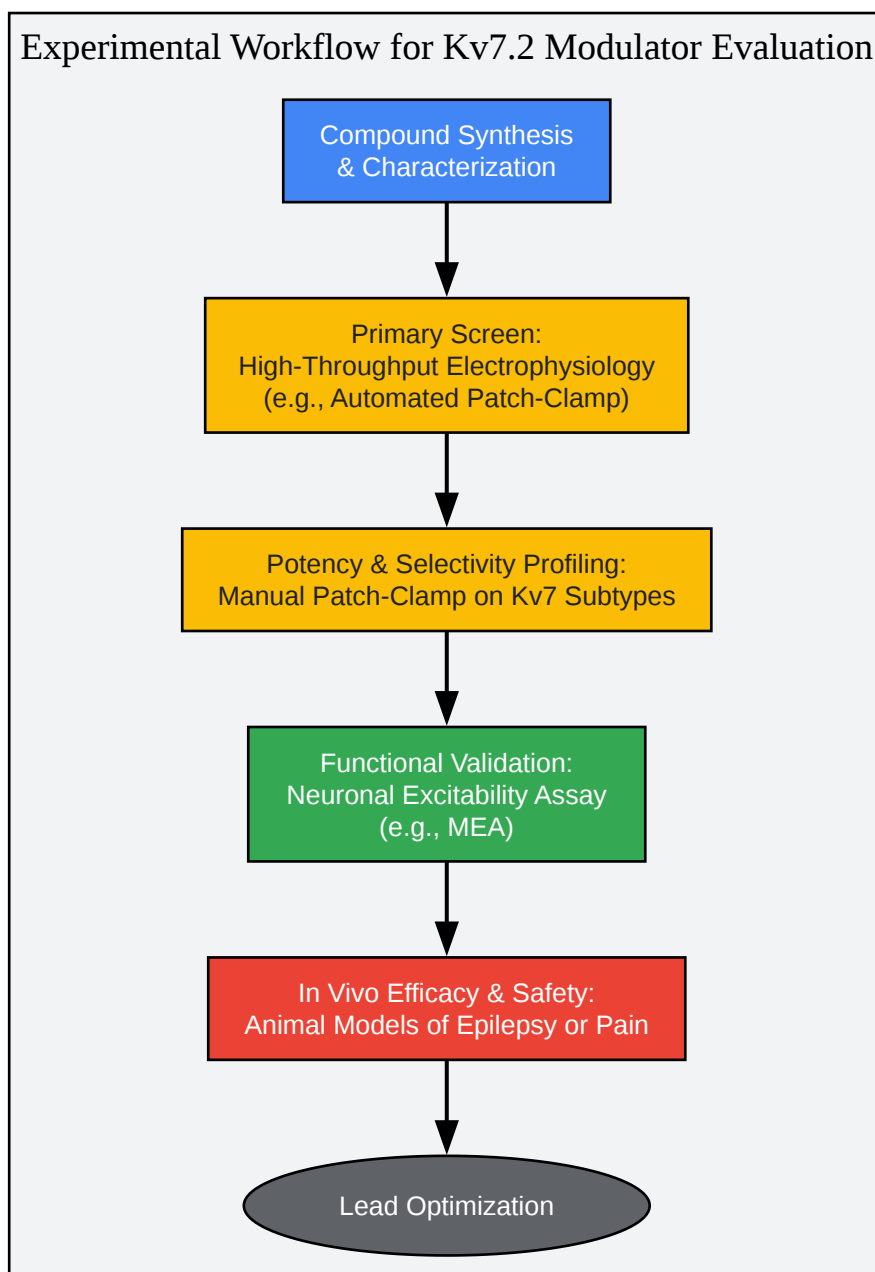 Experimental Workflow for Kv7.2 Modulator Evaluation
Compound Synthesis
& Characterization
Primary Screen:
High-Throughput Electrophysiology
(e.g., Automated Patch-Clamp)
Potency & Selectivity Profiling:
Manual Patch-Clamp on Kv7 Subtypes
Functional Validation:
Neuronal Excitability Assay
(e.g., MEA)
In Vivo Efficacy & Safety:
Animal Models of Epilepsy or Pain
Lead Optimization